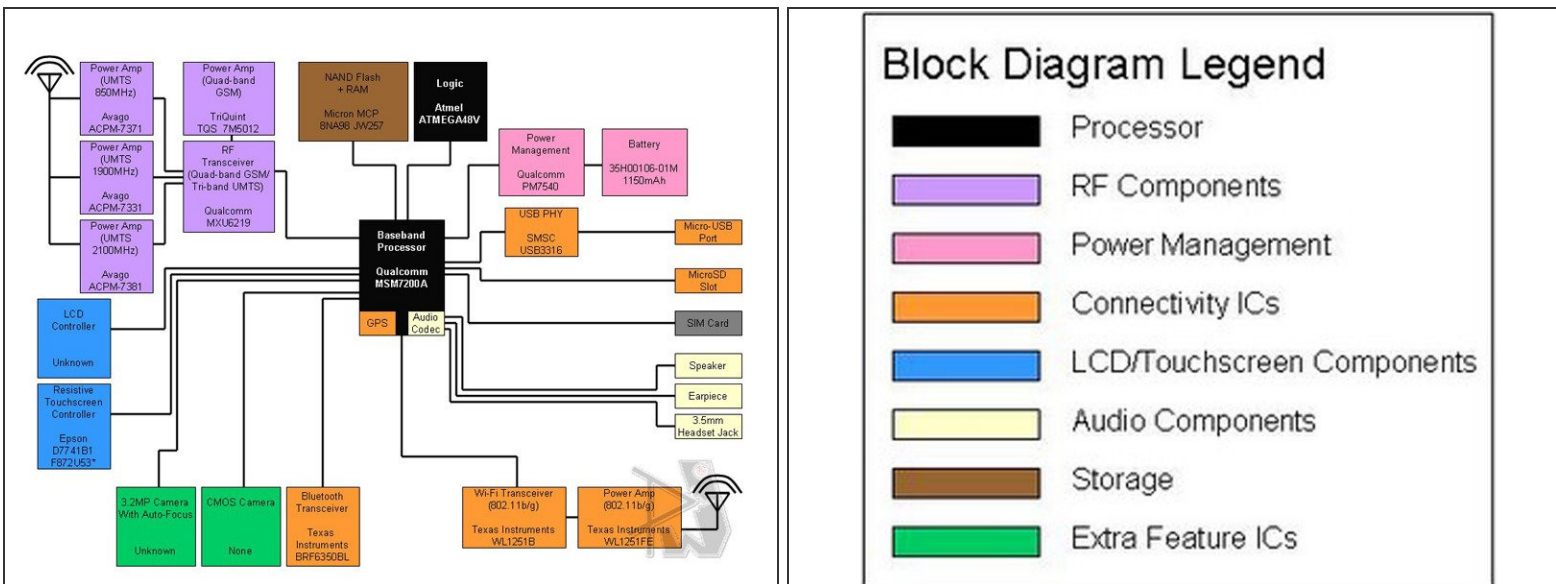 Power Amp
(UMTS
850MHz)
Avago
ACPM-7371
Power Amp
(Quad-band
GSM)
TriQuint
TQS 7M5012
NAND Flash
+ RAM
Micron MCP
8NA98 JW257
Logic
Atmel
ATMEGA48V
Power Amp
(UMTS
1900MHz)
Avago
ACPM-7331
RF
Transceiver
(Quad-band GSM/
Tri-band UMTS)
Qualcomm
MXU6219
Power
Management
Qualcomm
PM7540
Battery
35H00106-01M
1150mAh
Power Amp
(UMTS
2100MHz)
Avago
ACPM-7381
Baseband
Processor
Qualcomm
MSM7200A
GPS
Audio
Codec
USB PHY
SMSC
USB3316
Micro-USB
Port
MicroSD
Slot
SIM Card
LCD
Controller
Unknown
Speaker
Earpiece
3.5mm
Headset Jack
Resistive
Touchscreen
Controller
Epson
D7741B1
F872U53*
3.2MP Camera
With Auto-Focus
Unknown
CMOS Camera
None
Bluetooth
Transceiver
Texas
Instruments
BRF6350BL
Wi-Fi Transceiver
(802.11b/g)
Texas Instruments
WL1251B
Power Amp
(802.11b/g)
Texas Instruments
WL1251FE
Block Diagram Legend
Processor
RF Components
Power Management
Connectivity ICs
LCD/Touchscreen Components
Audio Components
Storage
Extra Feature ICs